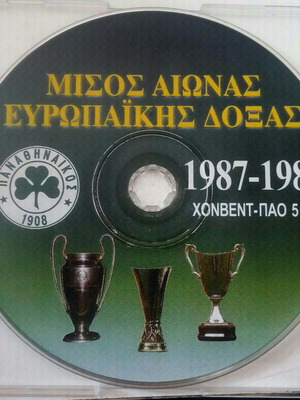 ΜΙΣΟΣ ΑΙΩΝΑΣ
ΕΥΡΩΠΑΪΚΗΣ ΔΟΞΑΣ
ΠΑΝΑΘΗΝΑΪΚΟΣ
1908
1987-198
ΧΟΝΒΕΝΤ-ΠΑΟ 5